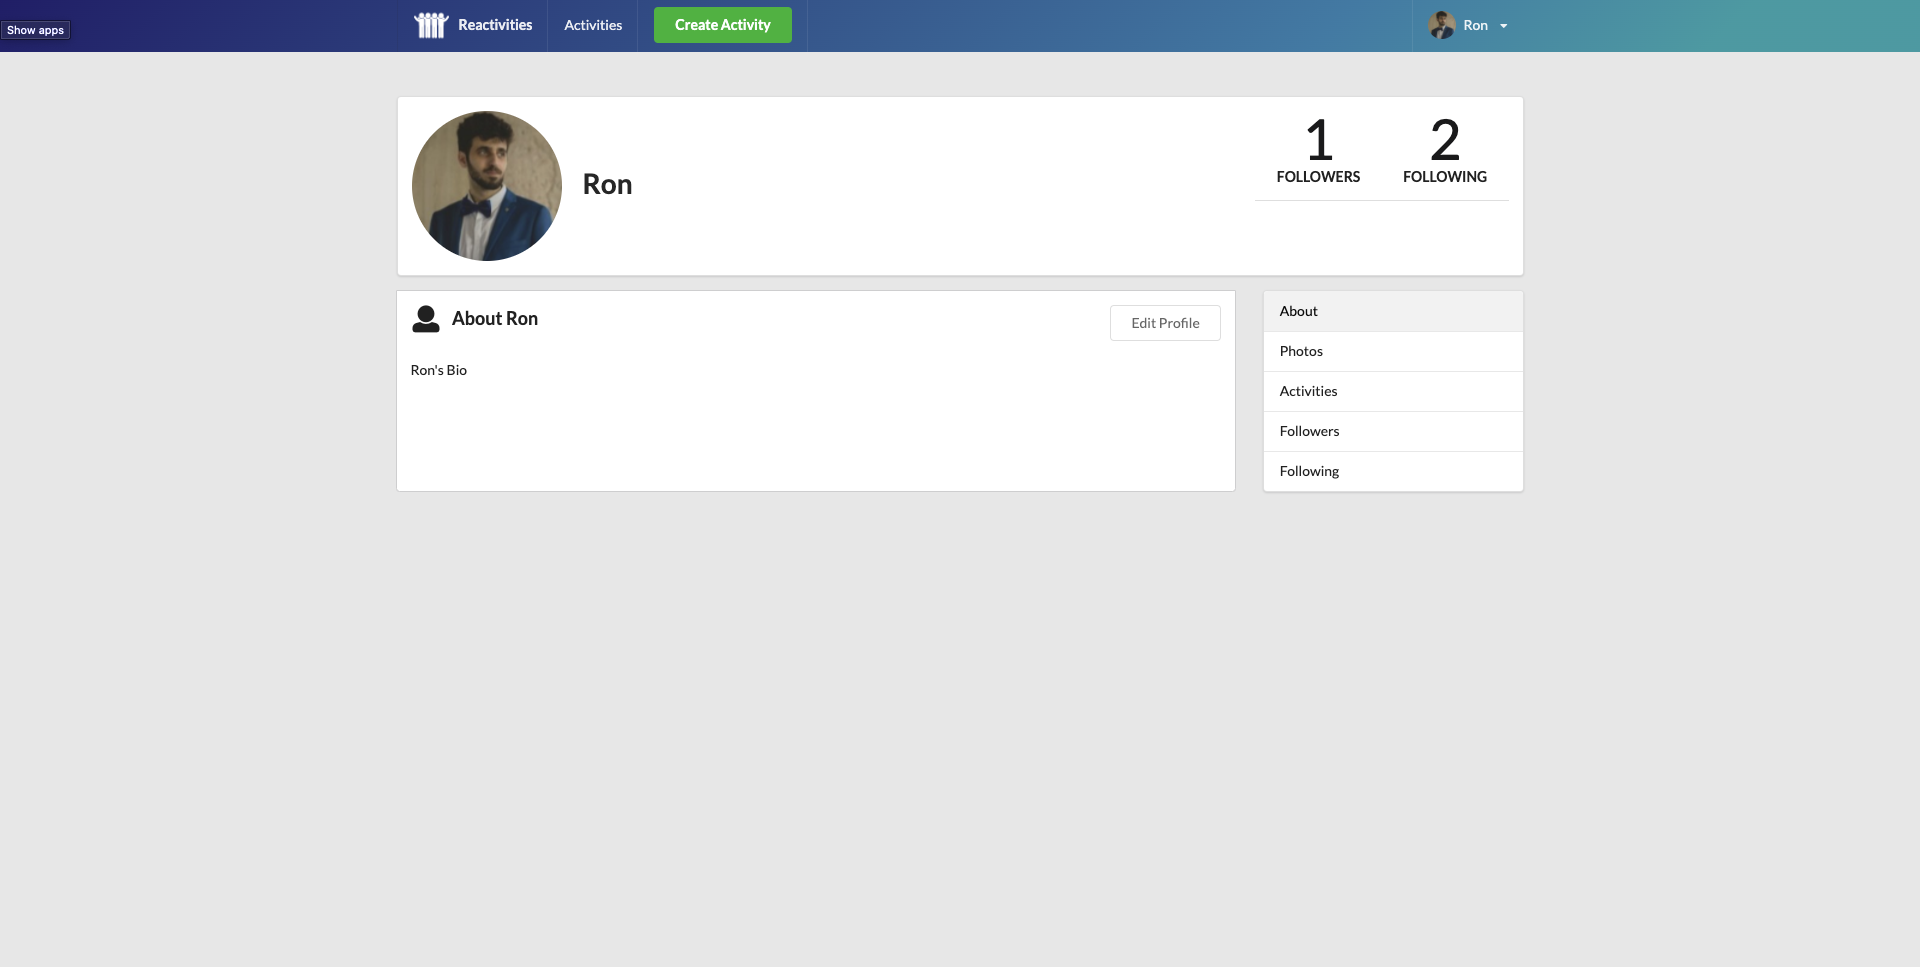 Reactivities
Activities
Create Activity
Ron
Show apps
Ron
1
FOLLOWERS
2
FOLLOWING
About Ron
Edit Profile
Ron's Bio
About
Photos
Activities
Followers
Following